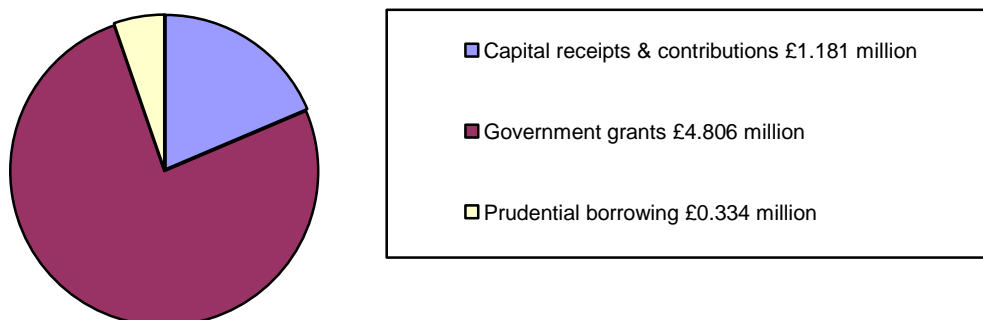 Capital receipts & contributions £1.181 million
Government grants £4.806 million
Prudential borrowing £0.334 million